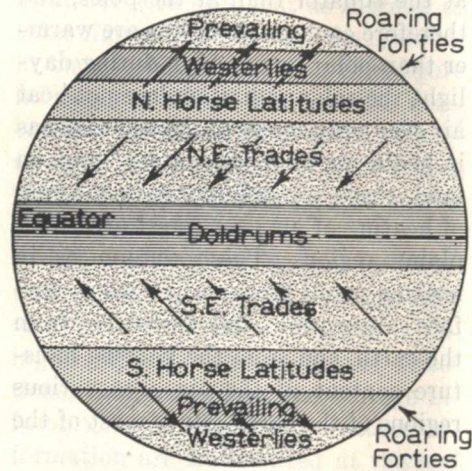 Prevailing
Westerlies
Roaring
Forties
N. Horse Latitudes
N.E. Trades
Equator
Doldrums
S.E. Trades
S. Horse Latitudes
Prevailing
Westerlies
Roaring
Forties